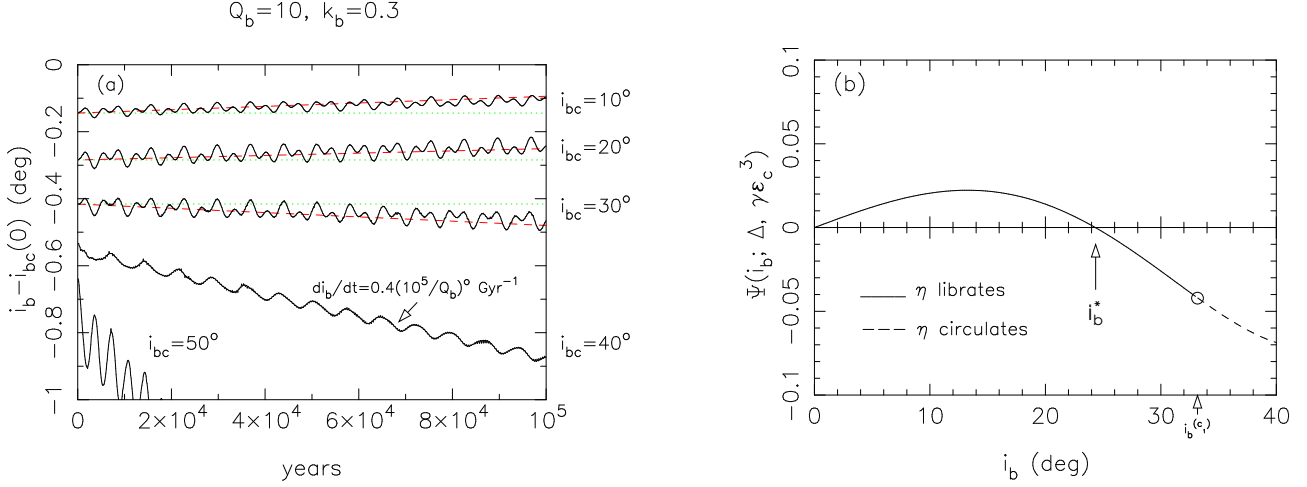 Q_b=10, k_b=0.3
(a)
i_b−i_bc(0) (deg)
0
−0.2
−0.4
−0.6
−0.8
−1
i_bc=10°
i_bc=20°
i_bc=30°
di_b/dt=0.4(10^5/Q_b)° Gyr^−1
i_bc=50°
i_bc=40°
0
2×10^4
4×10^4
6×10^4
8×10^4
10^5
years
(b)
Ψ(i_b; Δ, γε_c^3)
0.1
0.05
0
−0.05
−0.1
η librates
η circulates
i_b^*
0
10
20
30
40
i_b^(c_1)
i_b (deg)